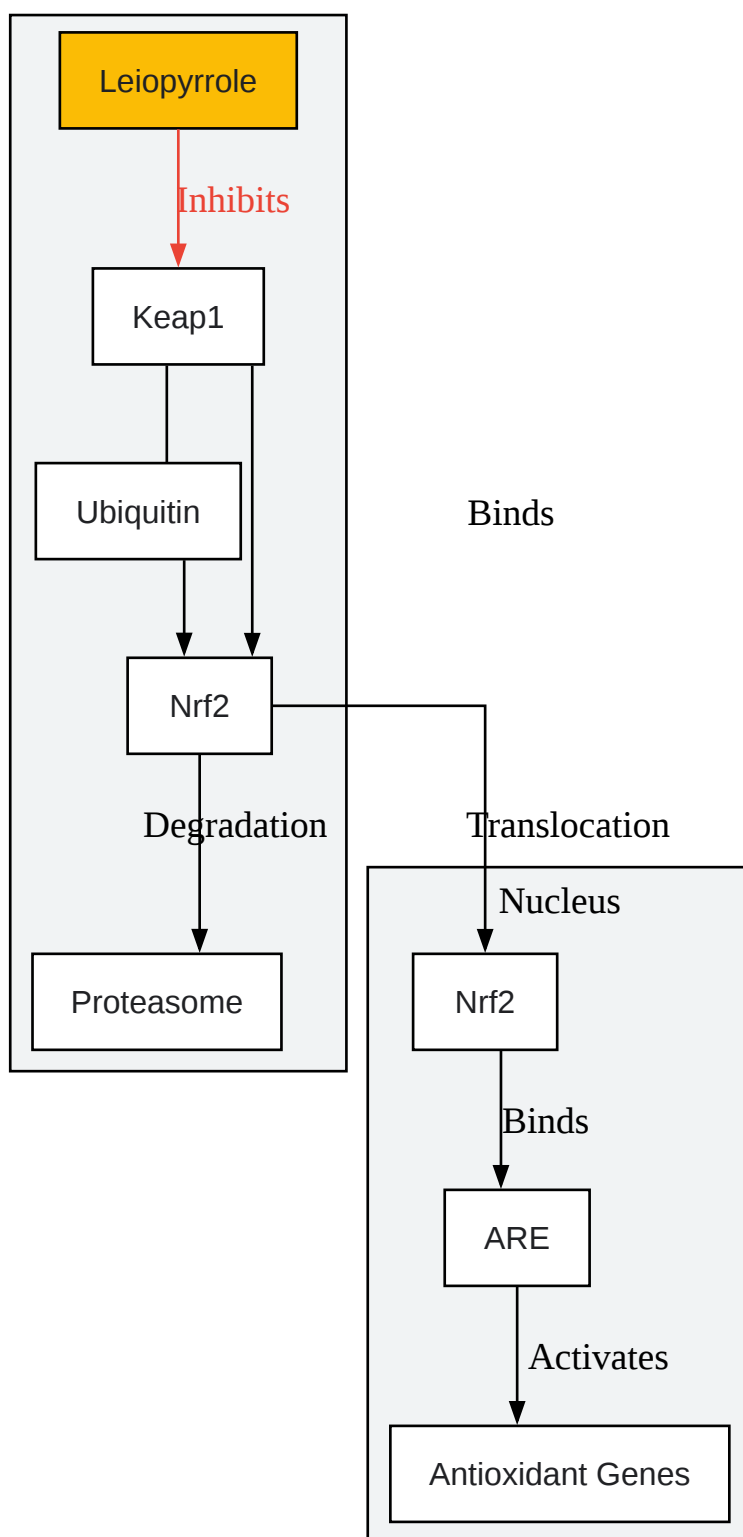 Leiopyrrole
Inhibits
Keap1
Ubiquitin
Binds
Nrf2
Degradation
Translocation
Nucleus
Proteasome
Nrf2
Binds
ARE
Activates
Antioxidant Genes